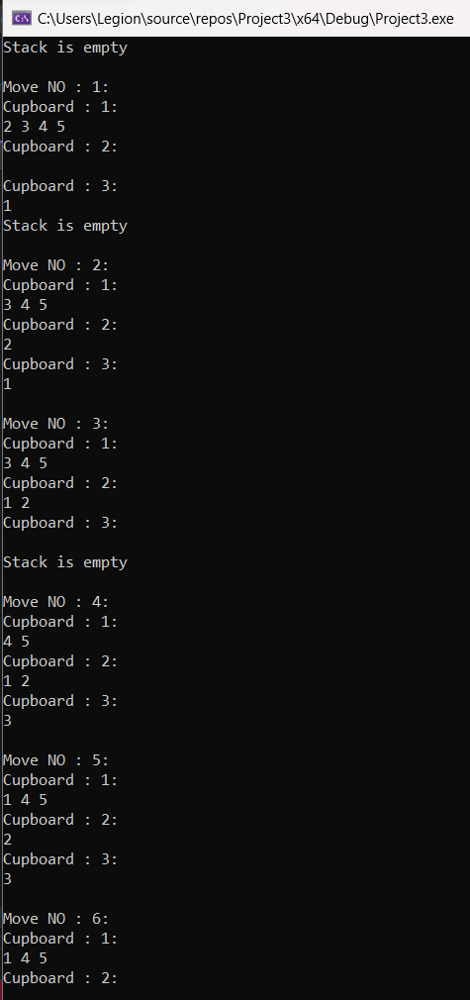 C:\Users\Legion\source\repos\Project3\x64\Debug\Project3.exe
Stack is empty
Move NO : 1:
Cupboard : 1:
2 3 4 5
Cupboard : 2:
Cupboard : 3:
1
Stack is empty
Move NO : 2:
Cupboard : 1:
3 4 5
Cupboard : 2:
2
Cupboard : 3:
1
Move NO : 3:
Cupboard : 1:
3 4 5
Cupboard : 2:
1 2
Cupboard : 3:
Stack is empty
Move NO : 4:
Cupboard : 1:
4 5
Cupboard : 2:
1 2
Cupboard : 3:
3
Move NO : 5:
Cupboard : 1:
1 4 5
Cupboard : 2:
2
Cupboard : 3:
3
Move NO : 6:
Cupboard : 1:
1 4 5
Cupboard : 2: